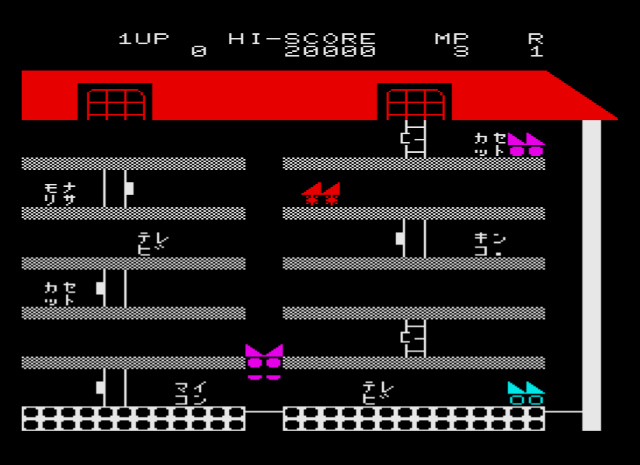 1UP HI-SCORE MP R
0 20000 3 1
カセ
ット
モナ
リザ
テレ
ビ
キン
コ.
カセ
ット
マイ
コン
テレ
ビ